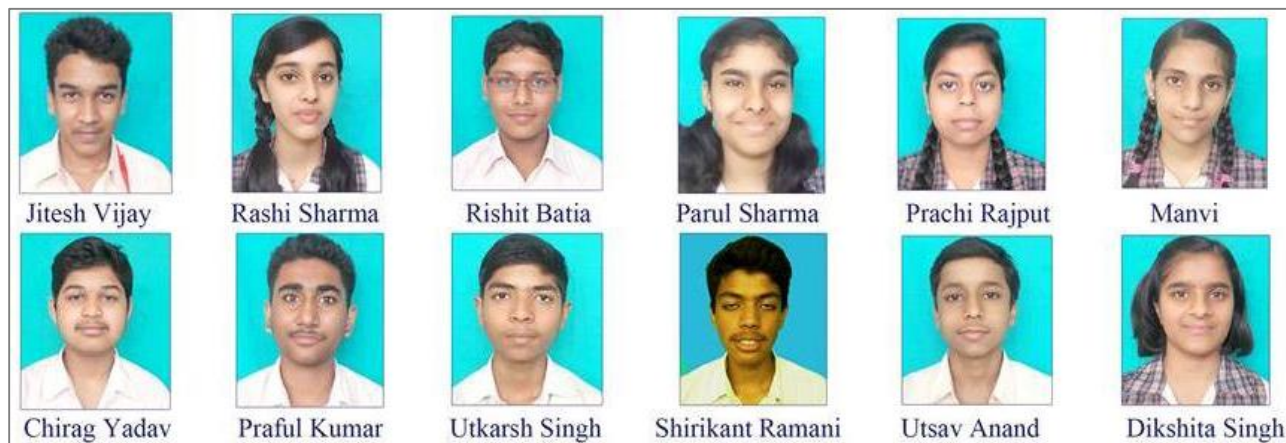 Jitesh Vijay Rashi Sharma Rishit Batia Parul Sharma Prachi Rajput Manvi
Chirag Yadav Praful Kumar Utkarsh Singh Shirikant Ramani Utsav Anand Dikshita Singh